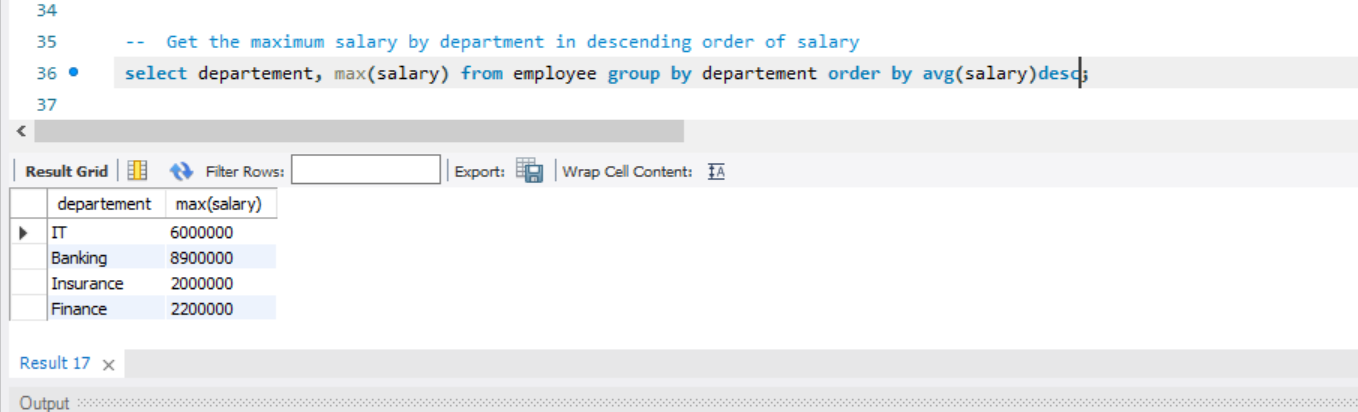 34
35 -- Get the maximum salary by department in descending order of salary
36 select departement, max(salary) from employee group by departement order by avg(salary)desc;
37
Result Grid Filter Rows: Export: Wrap Cell Content: IA
departement max(salary)
IT 6000000
Banking 8900000
Insurance 2000000
Finance 2200000
Result 17 ×
Output